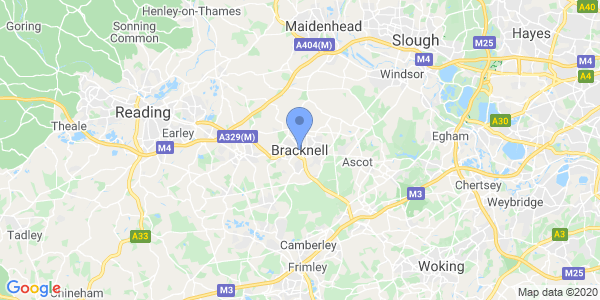 Henley-on-Thames
Goring
Sonning
Common
Maidenhead
A40
M25
Hayes
A404(M)
Slough
M4
M4
A4
Windsor
Reading
Theale
Earley
A329(M)
M4
A30
Egham
Bracknell
Ascot
Chertsey
M3
Weybridge
Tadley
A33
A3
Camberley
Frimley
Woking
M25
M3
Google
Chineham
Map data ©2020